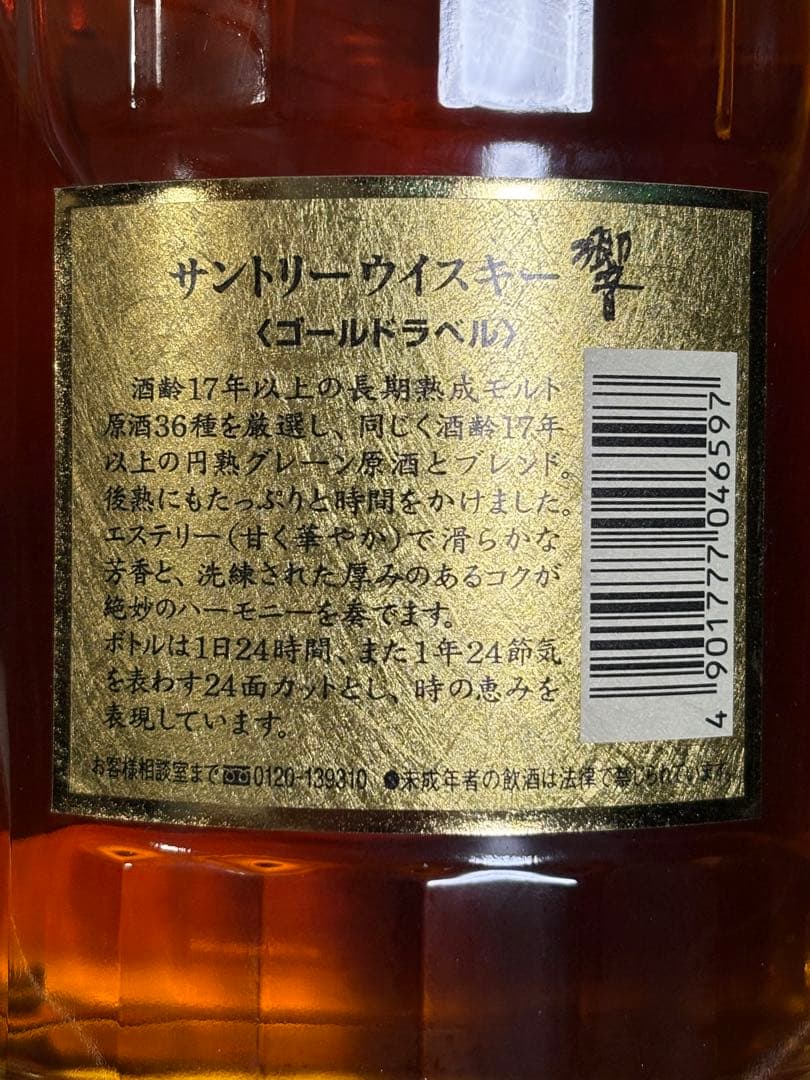 サントリーウイスキー 響
〈ゴールドラベル〉
酒齢17年以上の長期熟成モルト
原酒36種を厳選し、同じく酒齢17年
以上の円熟グレーン原酒とブレンド。
後熟にもたっぷりと時間をかけました。
エステリー(甘く華やか)で滑らかな
芳香と、洗練された厚みのあるコクが
絶妙のハーモニーを奏でます。
ボトルは1日24時間、また1年24節気
を表わす24面カットとし、時の恵みを
表現しています。
お客様相談室まで 0120-139310 ●未成年者の飲酒は法律で禁じられています。
4 901777 046597